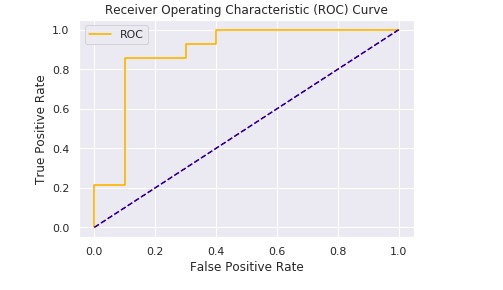 Receiver Operating Characteristic (ROC) Curve
ROC
True Positive Rate
1.0
0.8
0.6
0.4
0.2
0.0
0.0 0.2 0.4 0.6 0.8 1.0
False Positive Rate